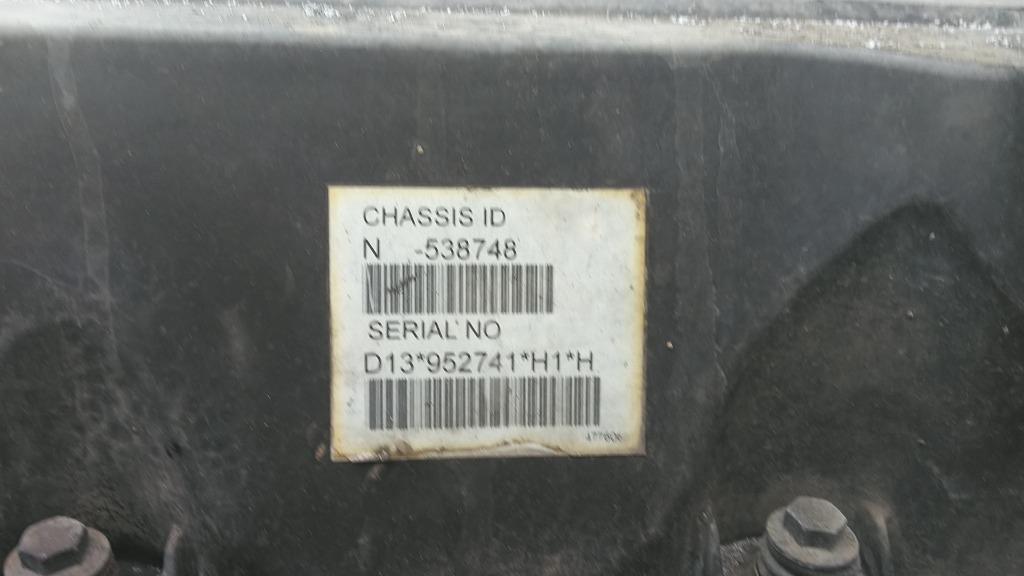 CHASSIS ID
N -538748
SERIAL NO
D13*952741*H1*H